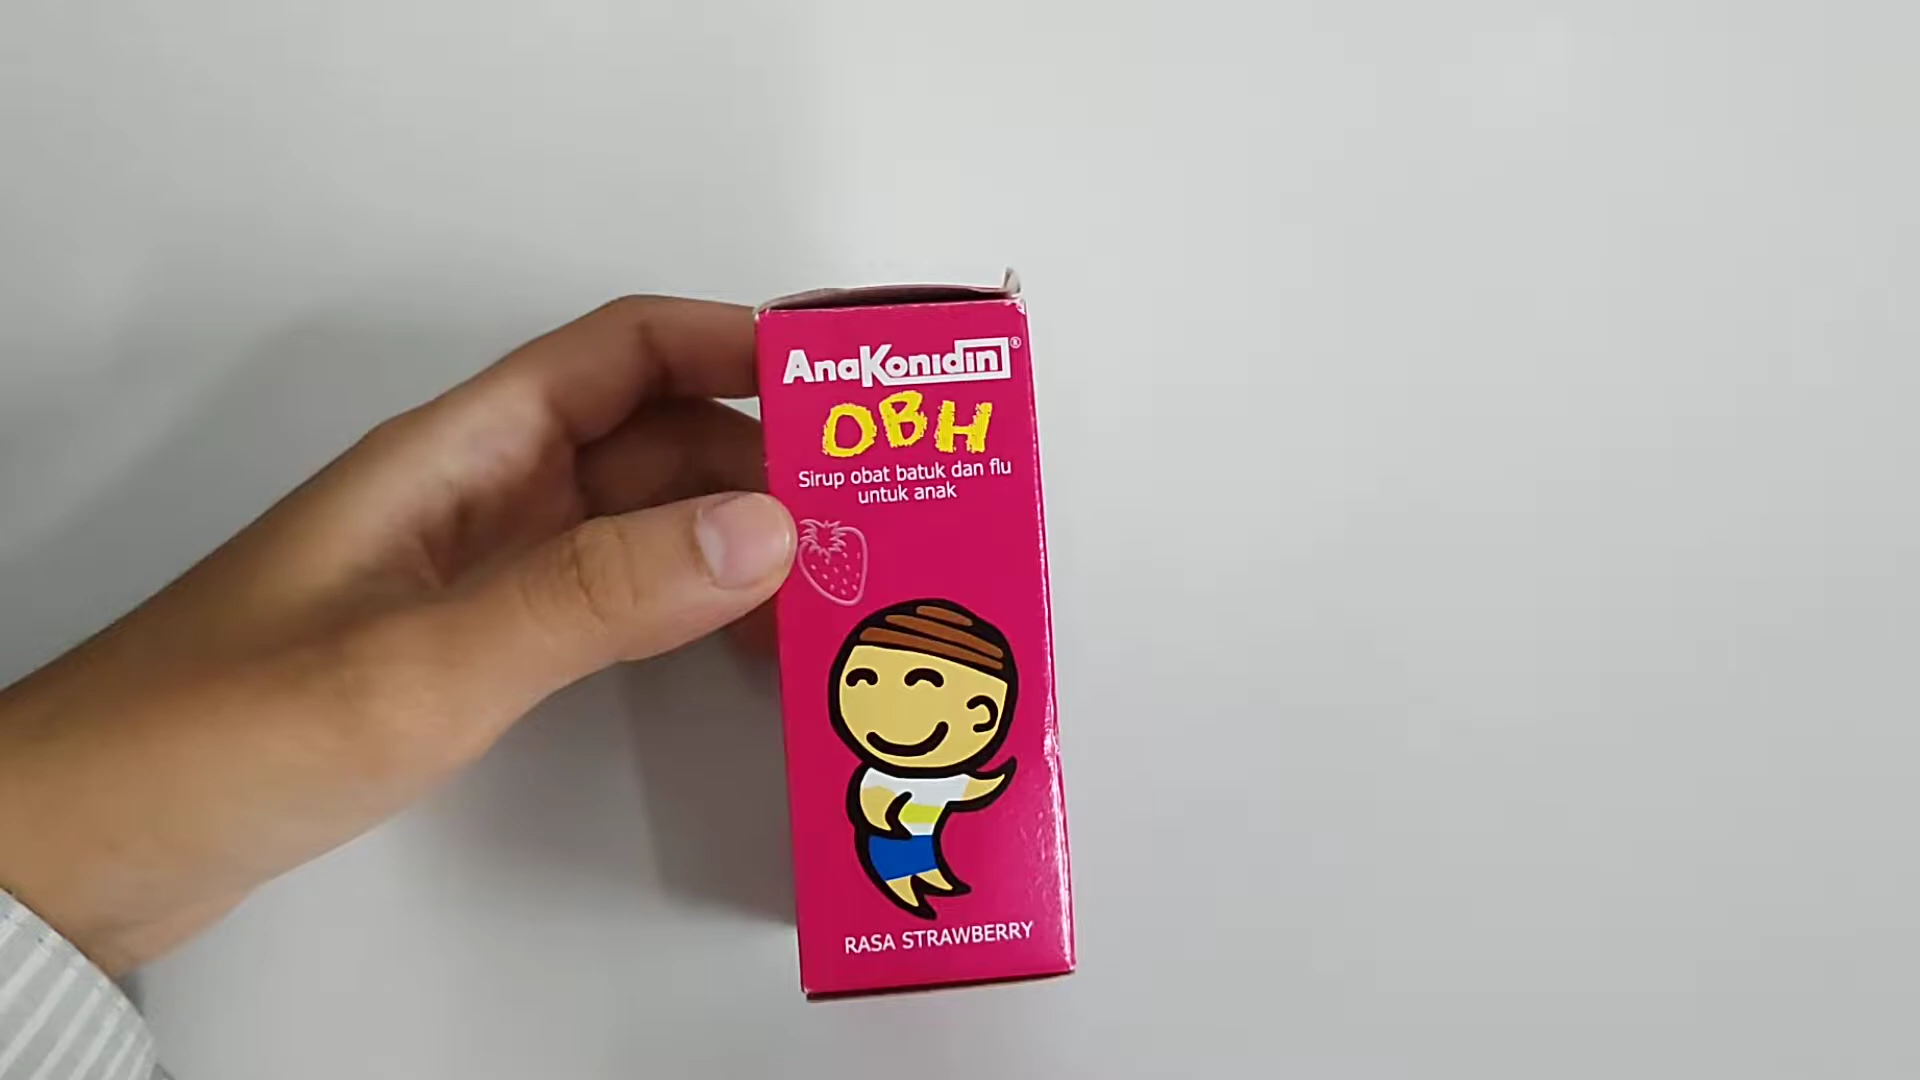 AnaKonidin®
OBH
Sirup obat batuk dan flu
untuk anak
RASA STRAWBERRY